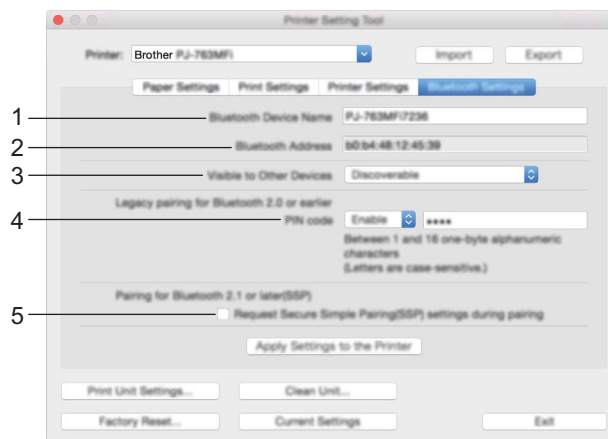 Printer Setting Tool
Printer: Brother PJ-763MFi Import Export
Paper Settings Print Settings Printer Settings Bluetooth Settings
1 Bluetooth Device Name PJ-763MFi7236
2 Bluetooth Address b0:b4:48:12:45:39
3 Visible to Other Devices Discoverable
Legacy pairing for Bluetooth 2.0 or earlier
4 PIN code Enable ••••
Between 1 and 16 one-byte alphanumeric
characters
(Letters are case-sensitive.)
Pairing for Bluetooth 2.1 or later(SSP)
5 Request Secure Simple Pairing(SSP) settings during pairing
Apply Settings to the Printer
Print Unit Settings... Clean Unit...
Factory Reset... Current Settings Exit